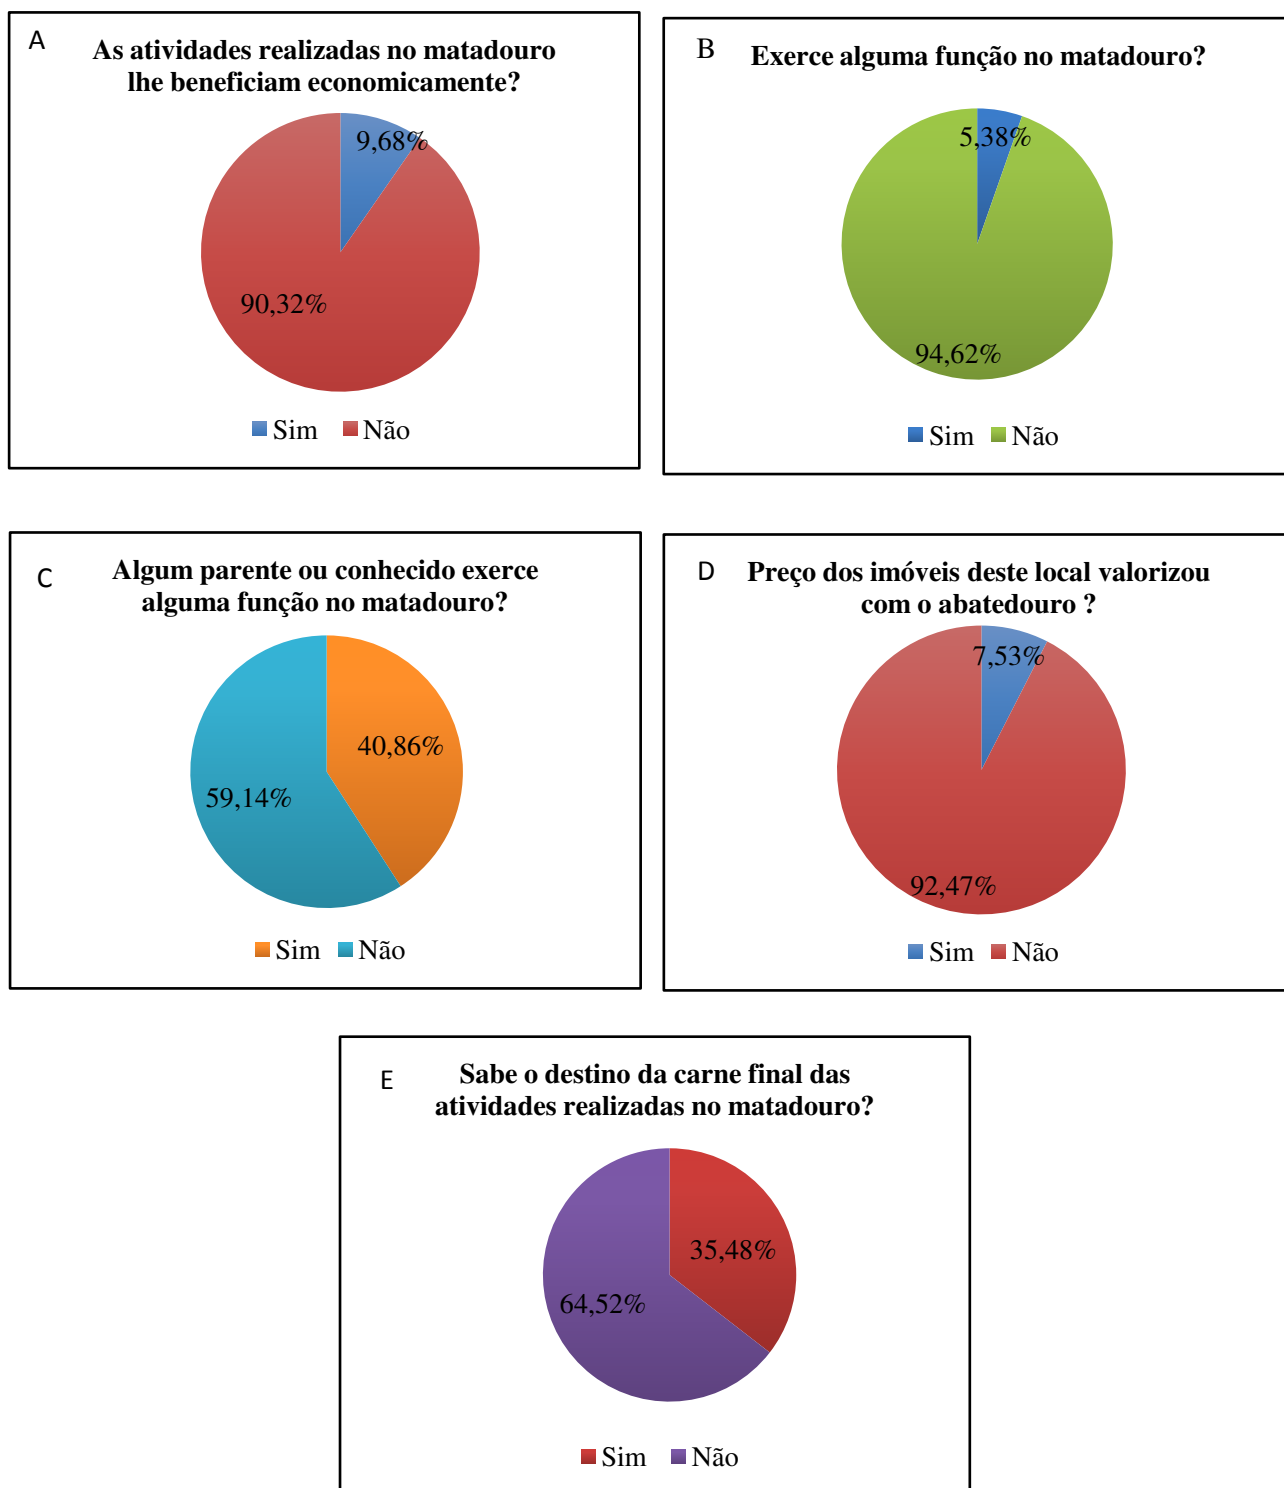 A
As atividades realizadas no matadouro
lhe beneficiam economicamente?
9,68%
90,32%
Sim Não
B
Exerce alguma função no matadouro?
5,38%
94,62%
Sim Não
C
Algum parente ou conhecido exerce
alguma função no matadouro?
40,86%
59,14%
Sim Não
D
Preço dos imóveis deste local valorizou
com o abatedouro ?
7,53%
92,47%
Sim Não
E
Sabe o destino da carne final das
atividades realizadas no matadouro?
35,48%
64,52%
Sim Não